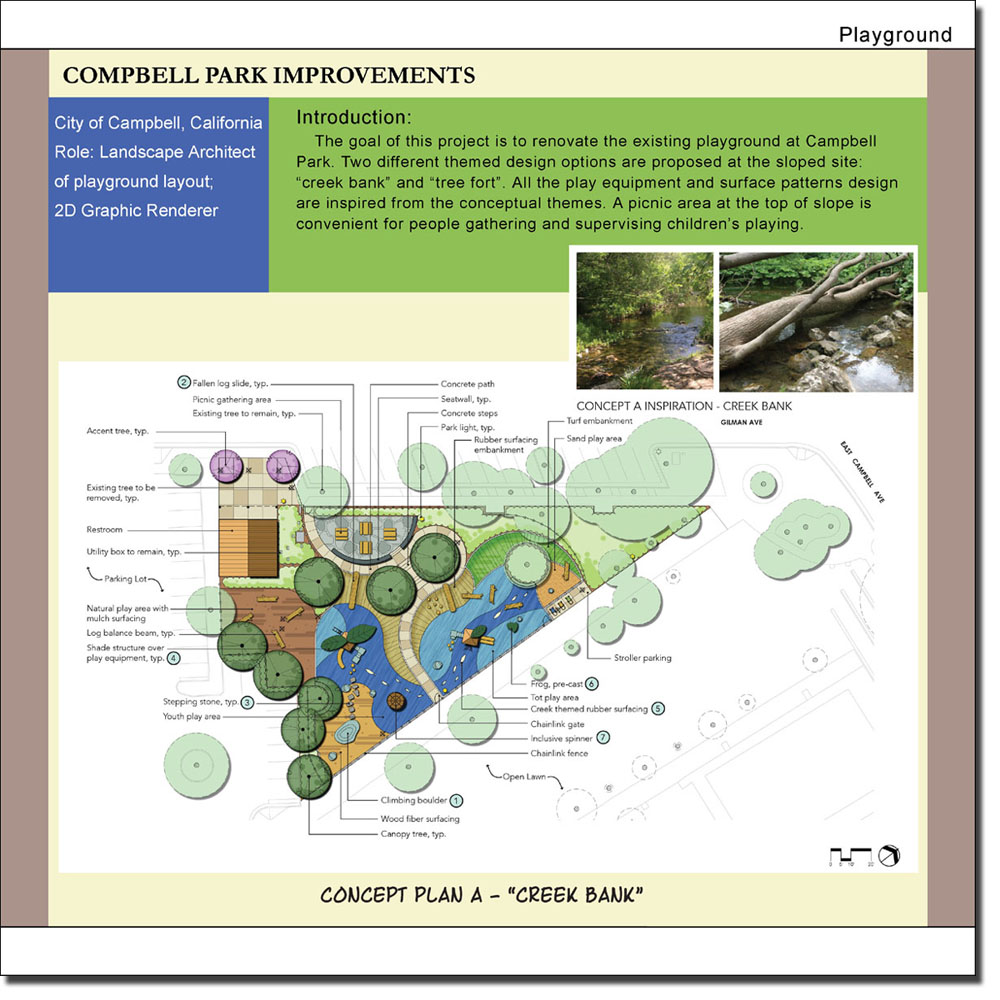 Playground
COMPBELL PARK IMPROVEMENTS
City of Campbell, California
Role: Landscape Architect
of playground layout;
2D Graphic Renderer
Introduction:
The goal of this project is to renovate the existing playground at Campbell
Park. Two different themed design options are proposed at the sloped site:
“creek bank” and “tree fort”. All the play equipment and surface patterns design
are inspired from the conceptual themes. A picnic area at the top of slope is
convenient for people gathering and supervising children’s playing.
CONCEPT A INSPIRATION - CREEK BANK
GILMAN AVE
EAST CAMPBELL AVE
2 Fallen log slide, typ.
Picnic gathering area
Existing tree to remain, typ.
Accent tree, typ.
Existing tree to be
removed, typ.
Restroom
Utility box to remain, typ.
Parking Lot
Natural play area with
mulch surfacing
Log balance beam, typ.
Shade structure over
play equipment, typ. 4
Stepping stone, typ. 3
Youth play area
Concrete path
Seatwall, typ.
Concrete steps
Park light, typ.
Rubber surfacing
embankment
Turf embankment
Sand play area
Stroller parking
Frog, pre-cast 6
Tot play area
Creek themed rubber surfacing 5
Chainlink gate
Inclusive spinner 7
Chainlink fence
Open Lawn
Climbing boulder 1
Wood fiber surfacing
Canopy tree, typ.
CONCEPT PLAN A - “CREEK BANK”